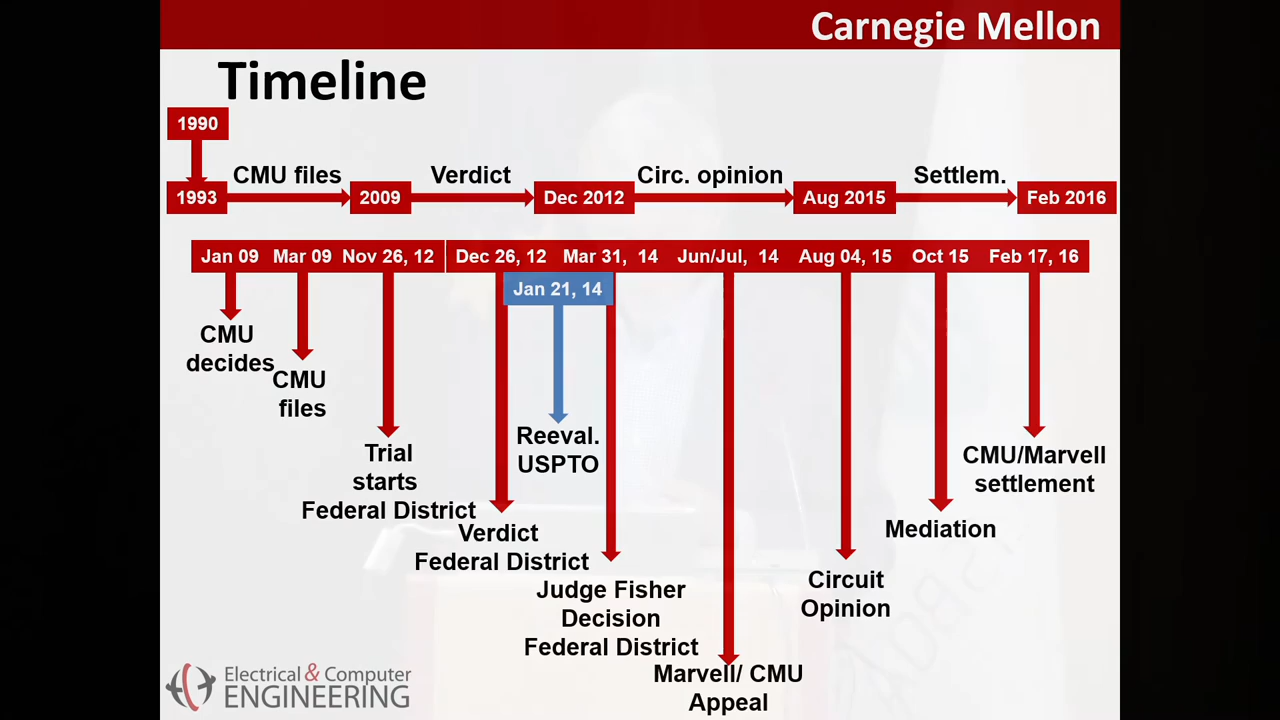 Carnegie Mellon
Timeline
1990
CMU files
Verdict
Circ. opinion
Settlem.
1993
2009
Dec 2012
Aug 2015
Feb 2016
Jan 09
Mar 09
Nov 26, 12
Dec 26, 12
Mar 31, 14
Jun/Jul, 14
Aug 04, 15
Oct 15
Feb 17, 16
Jan 21, 14
CMU
decides
CMU
files
Trial
starts
Federal District
Verdict
Federal District
Reeval.
USPTO
Judge Fisher
Decision
Federal District
Marvell/ CMU
Appeal
Circuit
Opinion
Mediation
CMU/Marvell
settlement
Electrical & Computer
ENGINEERING